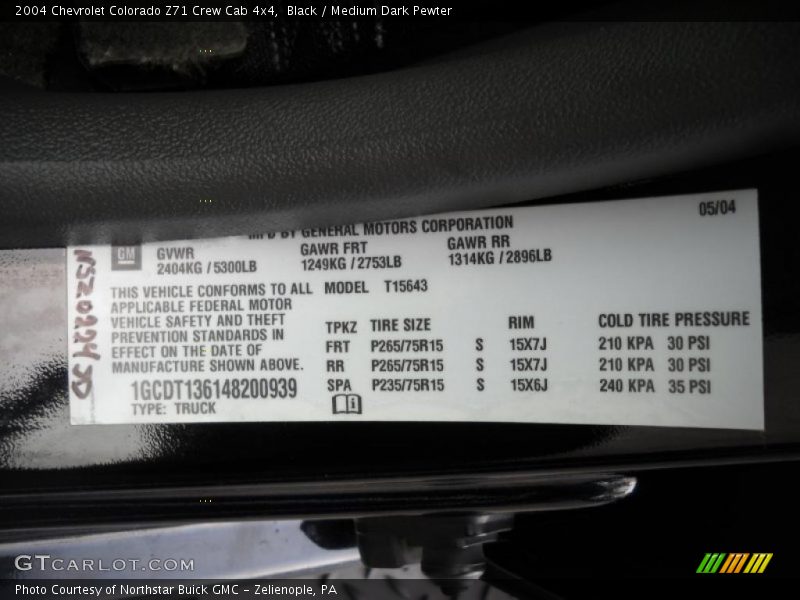 2004 Chevrolet Colorado Z71 Crew Cab 4x4,  Black / Medium Dark Pewter
05/04
MFD BY GENERAL MOTORS CORPORATION
GM
GVWR GAWR FRT GAWR RR
2404KG / 5300LB 1249KG / 2753LB 1314KG / 2896LB
THIS VEHICLE CONFORMS TO ALL
APPLICABLE FEDERAL MOTOR
VEHICLE SAFETY AND THEFT
PREVENTION STANDARDS IN
EFFECT ON THE DATE OF
MANUFACTURE SHOWN ABOVE.
1GCDT136148200939
TYPE: TRUCK
MODEL T15643
TPKZ TIRE SIZE RIM COLD TIRE PRESSURE
FRT P265/75R15 S 15X7J 210 KPA 30 PSI
RR P265/75R15 S 15X7J 210 KPA 30 PSI
SPA P235/75R15 S 15X6J 240 KPA 35 PSI
GTCARLOT.COM
Photo Courtesy of Northstar Buick GMC – Zelienople, PA